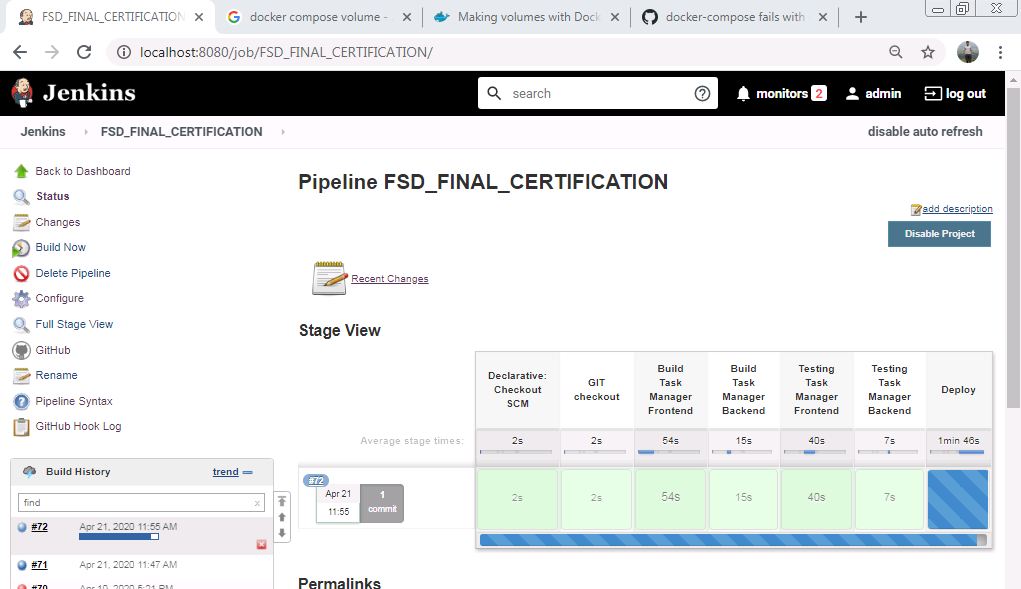 FSD_FINAL_CERTIFICATION
docker compose volume -
Making volumes with Dock
docker-compose fails with
localhost:8080/job/FSD_FINAL_CERTIFICATION/
Jenkins
search
monitors 2
admin
log out
Jenkins
FSD_FINAL_CERTIFICATION
disable auto refresh
Back to Dashboard
Status
Changes
Build Now
Delete Pipeline
Configure
Full Stage View
GitHub
Rename
Pipeline Syntax
GitHub Hook Log
Build History
trend
find
x
#72
Apr 21, 2020 11:55 AM
#71
Apr 21, 2020 11:47 AM
#70
Apr 10, 2020 5:21 PM
Pipeline FSD_FINAL_CERTIFICATION
add description
Disable Project
Recent Changes
Stage View
Declarative:
Checkout
SCM
GIT
checkout
Build
Task
Manager
Frontend
Build
Task
Manager
Backend
Testing
Task
Manager
Frontend
Testing
Task
Manager
Backend
Deploy
Average stage times:
2s
2s
54s
15s
40s
7s
1min 46s
#72
Apr 21
11:55
1
commit
2s
2s
54s
15s
40s
7s
Permalinks